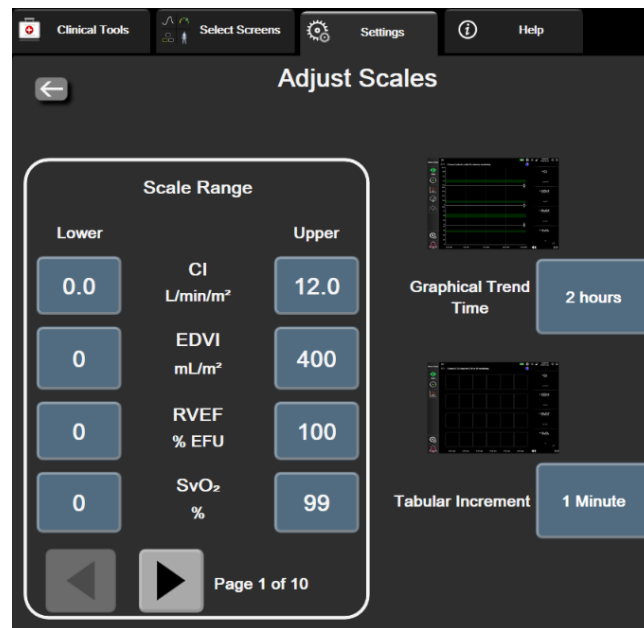 Clinical Tools
Select Screens
Settings
Help
Adjust Scales
Scale Range
Lower
Upper
0.0
CI
L/min/m²
12.0
0
EDVI
mL/m²
400
0
RVEF
% EFU
100
0
SvO₂
%
99
Page 1 of 10
Graphical Trend
Time
2 hours
Tabular Increment
1 Minute